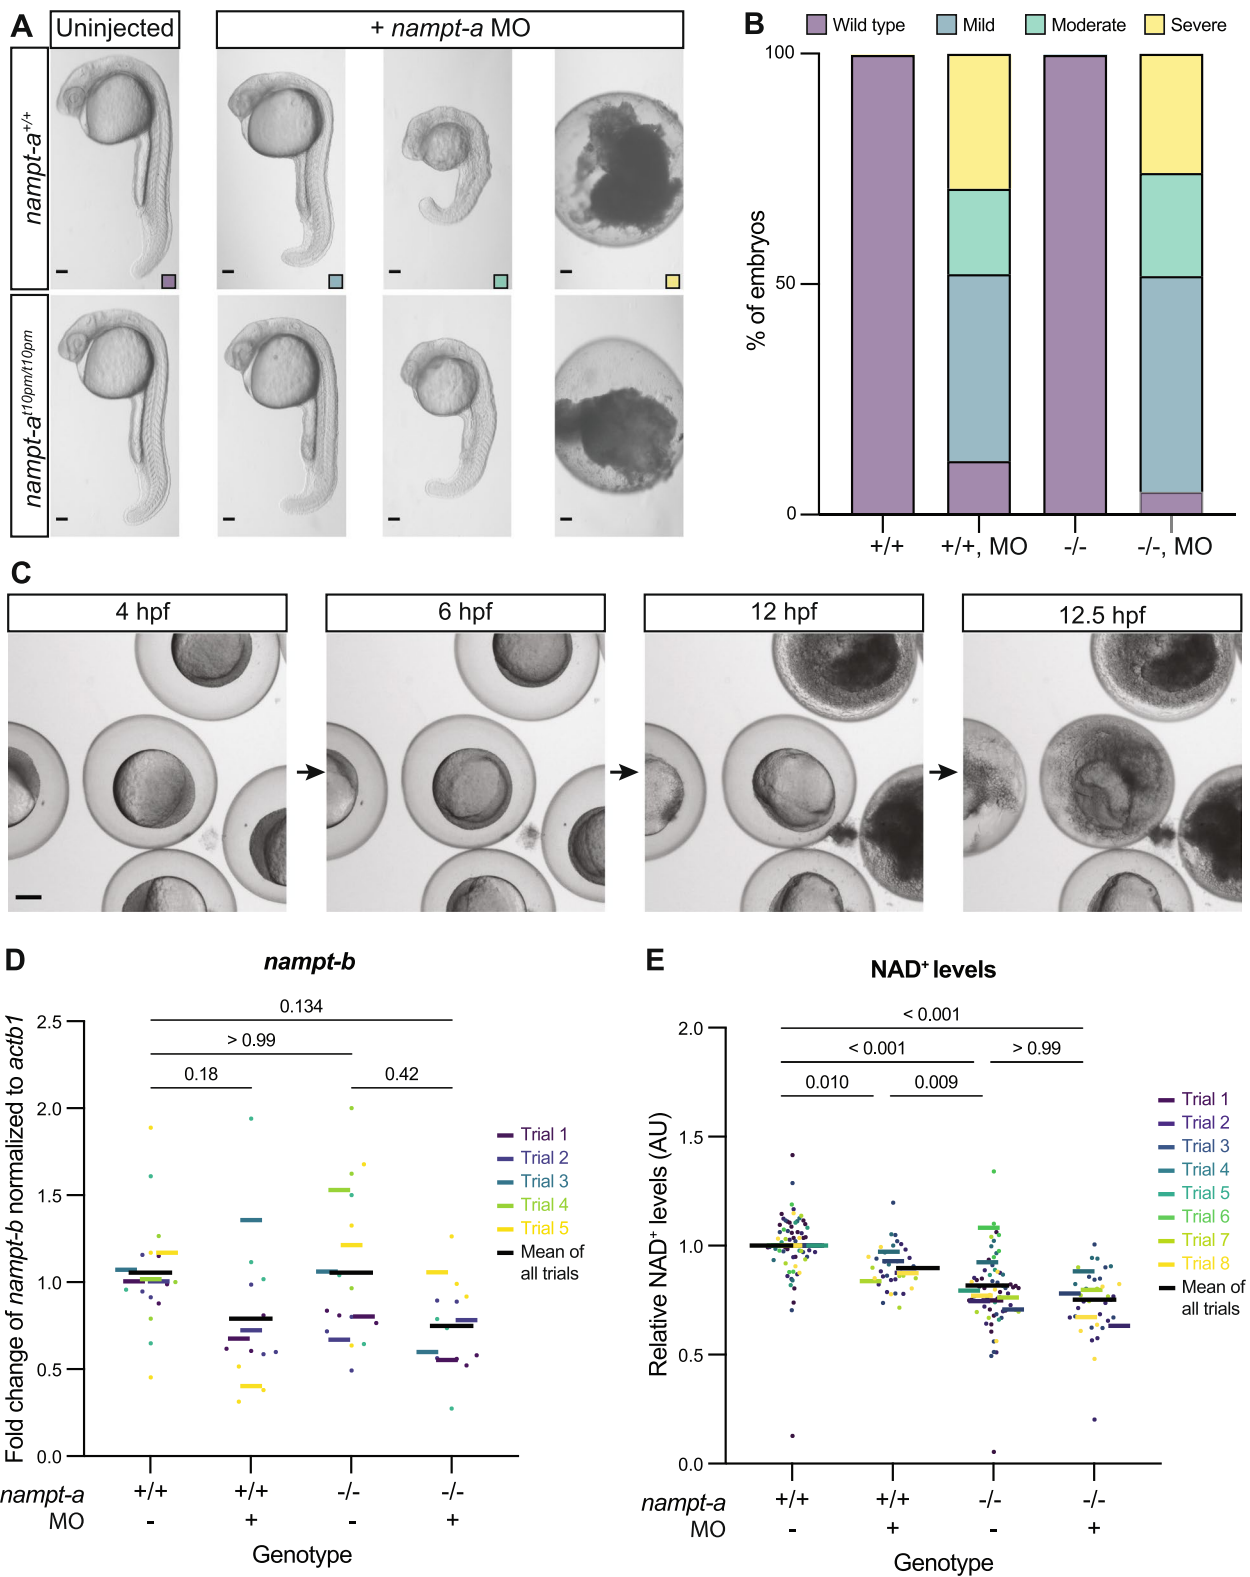 A
Uninjected
+ nampt-a MO
nampt-a+/+
nampt-at10pm/t10pm
B
Wild type
Mild
Moderate
Severe
% of embryos
100
50
0
+/+
+/+, MO
-/-
-/-, MO
C
4 hpf
6 hpf
12 hpf
12.5 hpf
D
nampt-b
Fold change of nampt-b normalized to actb1
2.5
2.0
1.5
1.0
0.5
0.0
0.134
> 0.99
0.18
0.42
Trial 1
Trial 2
Trial 3
Trial 4
Trial 5
Mean of
all trials
nampt-a +/+ +/+ -/- -/-
MO - + - +
Genotype
E
NAD+ levels
Relative NAD+ levels (AU)
2.0
1.5
1.0
0.5
0.0
< 0.001
< 0.001
> 0.99
0.010
0.009
Trial 1
Trial 2
Trial 3
Trial 4
Trial 5
Trial 6
Trial 7
Trial 8
Mean of
all trials
nampt-a +/+ +/+ -/- -/-
MO - + - +
Genotype